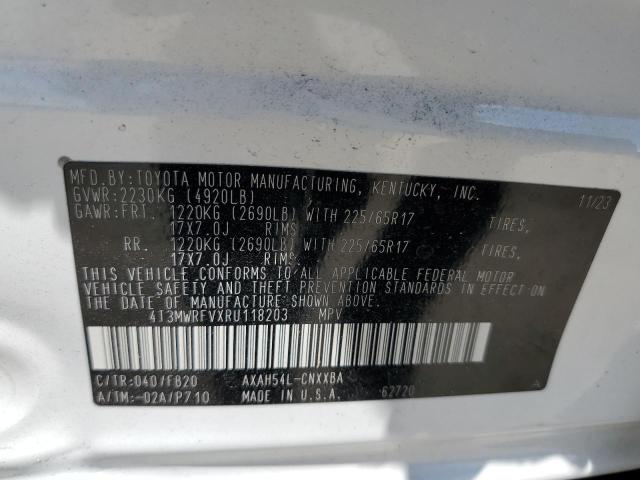 MFD.BY:TOYOTA MOTOR MANUFACTURING, KENTUCKY, INC.
GVWR:2230KG (4920LB) 11/23
GAWR:FRT. 1220KG (2690LB) WITH 225/65R17 TIRES,
17X7.0J RIMS.
RR. 1220KG (2690LB) WITH 225/65R17 TIRES,
17X7.0J RIMS.
THIS VEHICLE CONFORMS TO ALL APPLICABLE FEDERAL MOTOR
VEHICLE SAFETY AND THEFT PREVENTION STANDARDS IN EFFECT ON
THE DATE OF MANUFACTURE SHOWN ABOVE.
4T3MWRFVXRU118203 MPV
C/TR:040/FB20 AXAH54L-CNXXBA A
A/TM:-02A/P710 MADE IN U.S.A. 62720